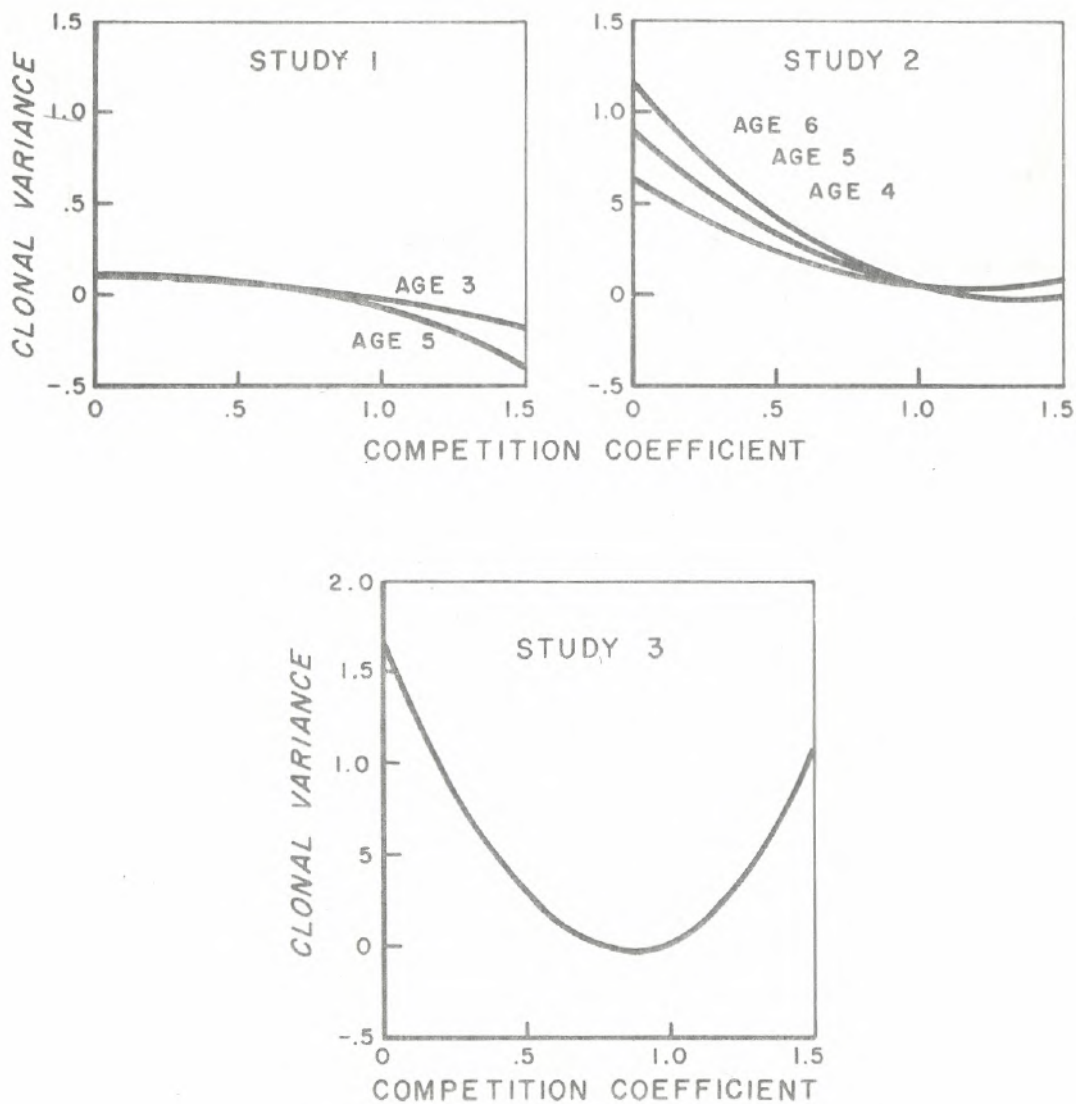 STUDY 1
STUDY 2
CLONAL VARIANCE
1.5
1.0
.5
0
-.5
AGE 3
AGE 5
0
.5
1.0
1.5
1.5
1.0
.5
0
-.5
AGE 6
AGE 5
AGE 4
0
.5
1.0
1.5
COMPETITION COEFFICIENT
STUDY 3
CLONAL VARIANCE
2.0
1.5
1.0
5
0
-.5
0
.5
1.0
1.5
COMPETITION COEFFICIENT